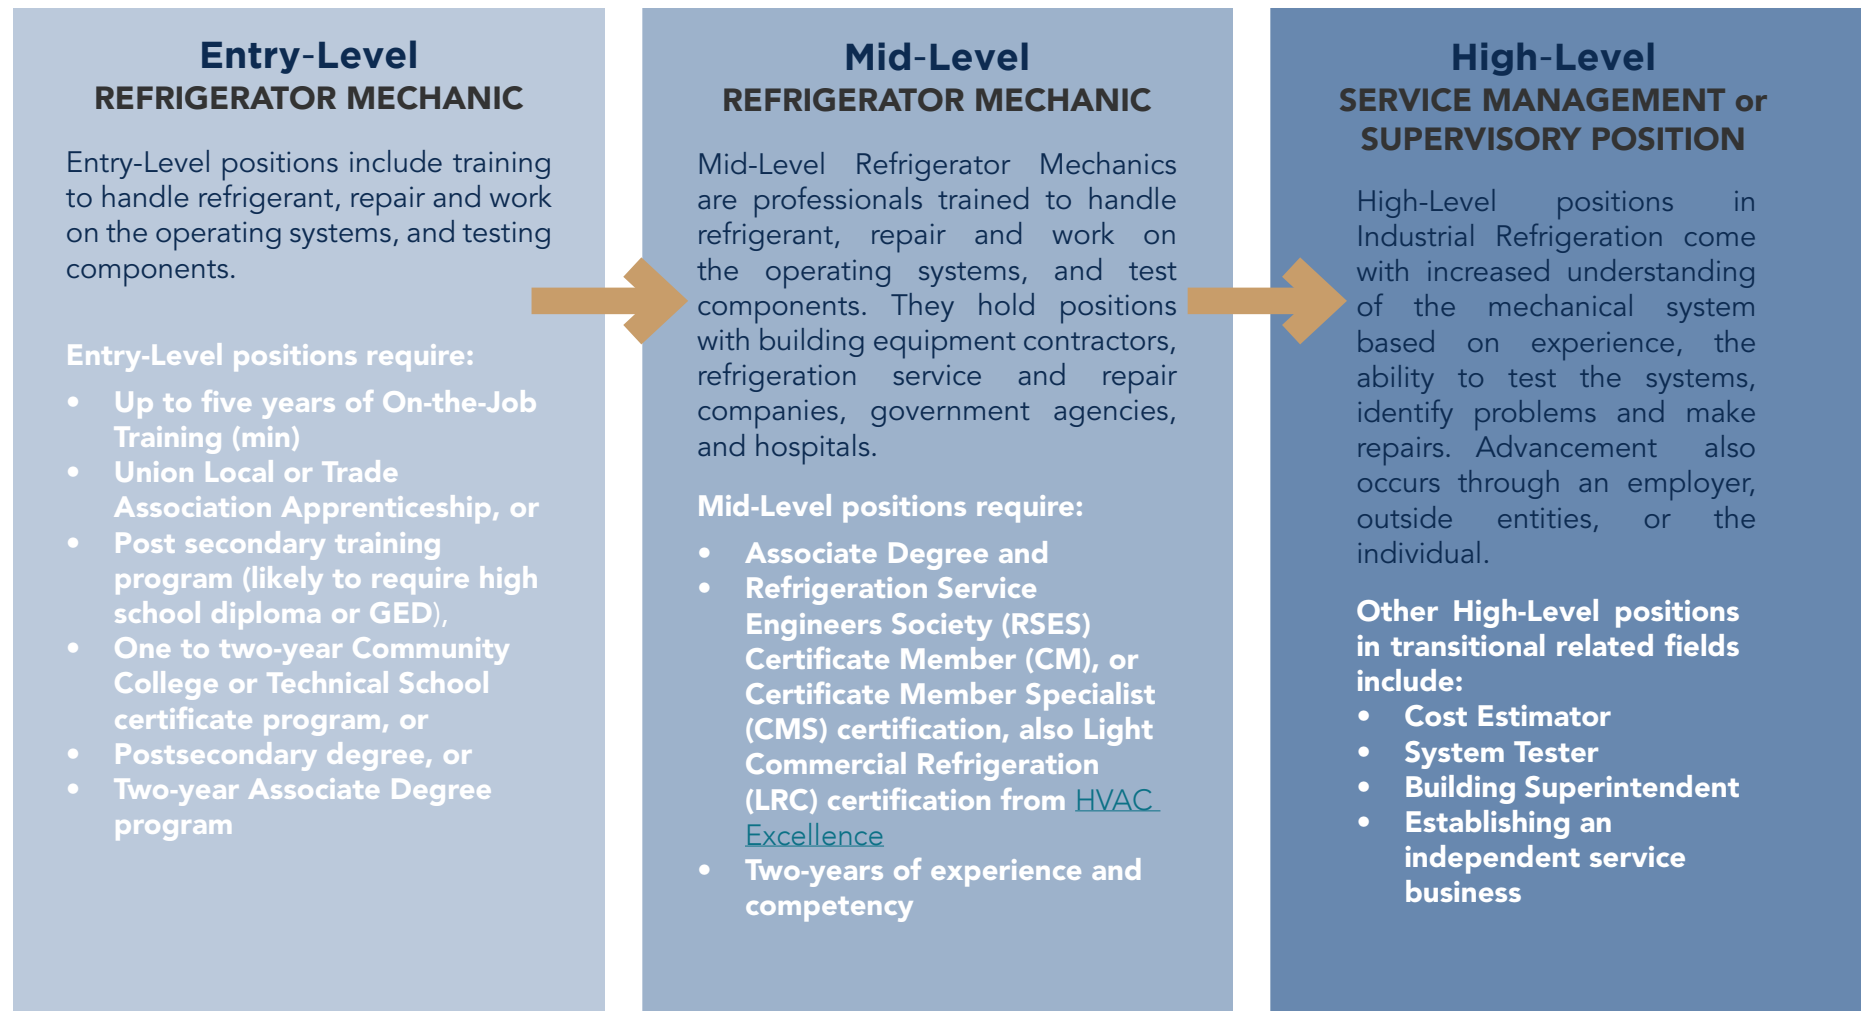 Entry-Level
REFRIGERATOR MECHANIC
Entry-Level positions include training
to handle refrigerant, repair and work
on the operating systems, and testing
components.
Entry-Level positions require:
• Up to five years of On-the-Job
Training (min)
• Union Local or Trade
Association Apprenticeship, or
• Post secondary training
program (likely to require high
school diploma or GED),
• One to two-year Community
College or Technical School
certificate program, or
• Postsecondary degree, or
• Two-year Associate Degree
program
Mid-Level
REFRIGERATOR MECHANIC
Mid-Level Refrigerator Mechanics
are professionals trained to handle
refrigerant, repair and work on
the operating systems, and test
components. They hold positions
with building equipment contractors,
refrigeration service and repair
companies, government agencies,
and hospitals.
Mid-Level positions require:
• Associate Degree and
• Refrigeration Service
Engineers Society (RSES)
Certificate Member (CM), or
Certificate Member Specialist
(CMS) certification, also Light
Commercial Refrigeration
(LRC) certification from HVAC
Excellence
• Two-years of experience and
competency
High-Level
SERVICE MANAGEMENT or
SUPERVISORY POSITION
High-Level positions in
Industrial Refrigeration come
with increased understanding
of the mechanical system
based on experience, the
ability to test the systems,
identify problems and make
repairs. Advancement also
occurs through an employer,
outside entities, or the
individual.
Other High-Level positions
in transitional related fields
include:
• Cost Estimator
• System Tester
• Building Superintendent
• Establishing an
independent service
business